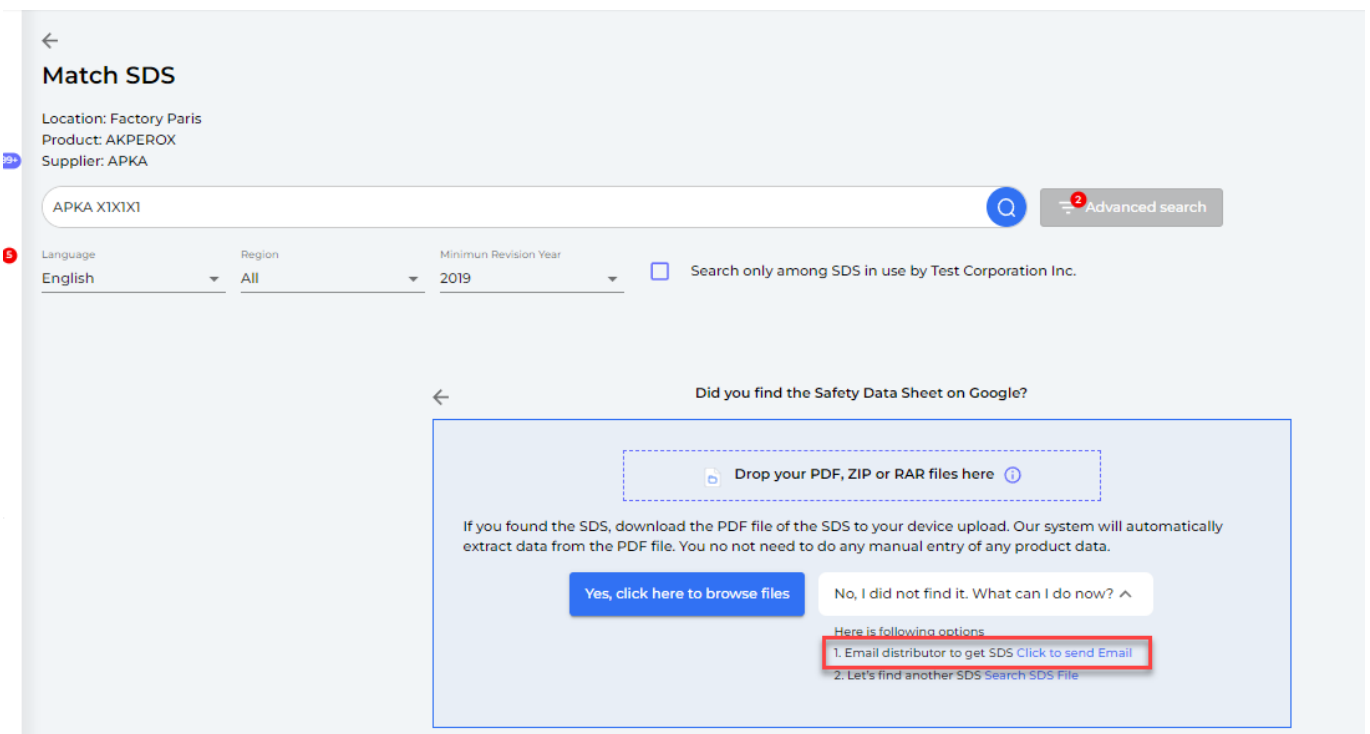 Match SDS
Location: Factory Paris
Product: AKPEROX
99+
Supplier: APKA
APKA X1X1X1
2
Advanced search
5
Language
Region
Minimun Revision Year
English
All
2019
Search only among SDS in use by Test Corporation Inc.
Did you find the Safety Data Sheet on Google?
Drop your PDF, ZIP or RAR files here
If you found the SDS, download the PDF file of the SDS to your device upload. Our system will automatically
extract data from the PDF file. You no not need to do any manual entry of any product data.
Yes, click here to browse files
No, I did not find it. What can I do now?
Here is following options
1. Email distributor to get SDS Click to send Email
2. Let's find another SDS Search SDS File